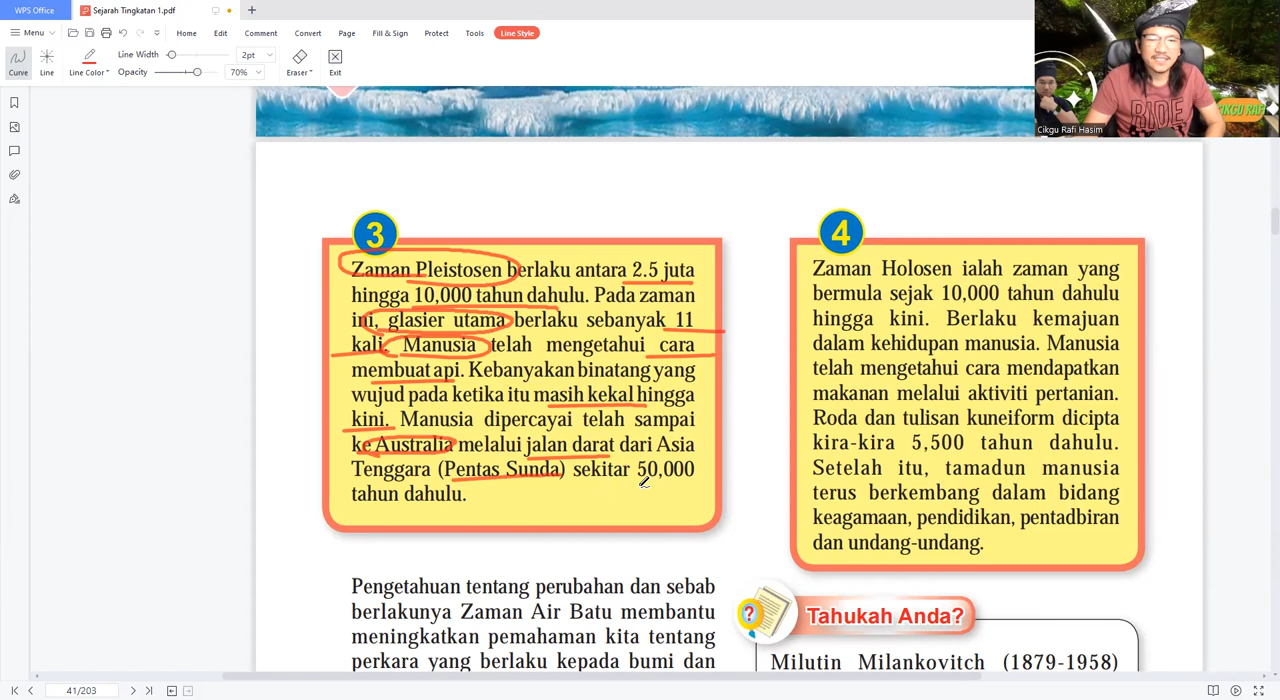 WPS Office
Sejarah Tingkatan 1.pdf
Menu
Home
Edit
Comment
Convert
Page
Fill & Sign
Protect
Tools
Line Style
Curve
Line
Line Color
Line Width
2pt
Opacity
70%
Eraser
Exit
RIDE
CIKGU RAFI
Cikgu Rafi Hasim
3
Zaman Pleistosen berlaku antara 2.5 juta
hingga 10,000 tahun dahulu. Pada zaman
ini, glasier utama berlaku sebanyak 11
kali. Manusia telah mengetahui cara
membuat api. Kebanyakan binatang yang
wujud pada ketika itu masih kekal hingga
kini. Manusia dipercayai telah sampai
ke Australia melalui jalan darat dari Asia
Tenggara (Pentas Sunda) sekitar 50,000
tahun dahulu.
4
Zaman Holosen ialah zaman yang
bermula sejak 10,000 tahun dahulu
hingga kini. Berlaku kemajuan
dalam kehidupan manusia. Manusia
telah mengetahui cara mendapatkan
makanan melalui aktiviti pertanian.
Roda dan tulisan kuneiform dicipta
kira-kira 5,500 tahun dahulu.
Setelah itu, tamadun manusia
terus berkembang dalam bidang
keagamaan, pendidikan, pentadbiran
dan undang-undang.
Pengetahuan tentang perubahan dan sebab
berlakunya Zaman Air Batu membantu
meningkatkan pemahaman kita tentang
perkara yang berlaku kepada bumi dan
?
Tahukah Anda?
Milutin Milankovitch (1879-1958)
41/203